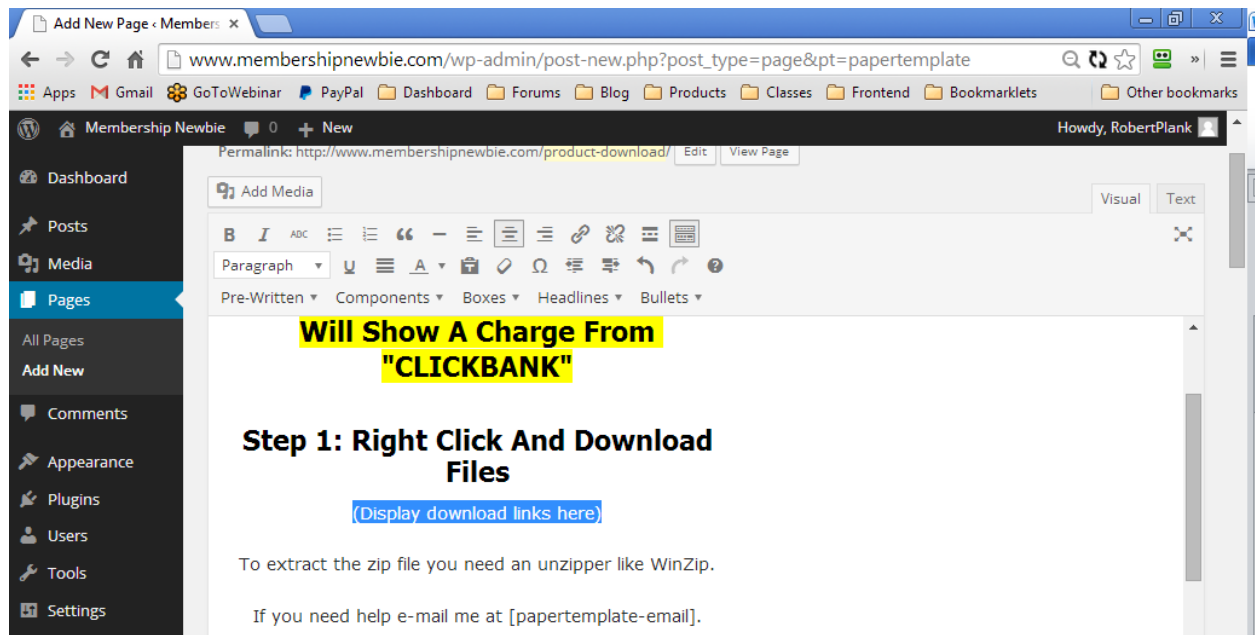 Add New Page ‹ Members
www.membershipnewbie.com/wp-admin/post-new.php?post_type=page&pt=papertemplate
Apps Gmail GoToWebinar PayPal Dashboard Forums Blog Products Classes Frontend Bookmarklets Other bookmarks
Membership Newbie 0 + New Howdy, RobertPlank
Permalink: http://www.membershipnewbie.com/product-download/ Edit View Page
Dashboard
Add Media Visual Text
Posts
B I ABC
Media
Paragraph U A Ω
Pages
Pre-Written Components Boxes Headlines Bullets
All Pages
Add New
Will Show A Charge From
"CLICKBANK"
Comments
Step 1: Right Click And Download
Files
Appearance
Plugins
(Display download links here)
Users
Tools
To extract the zip file you need an unzipper like WinZip.
Settings
If you need help e-mail me at [papertemplate-email].